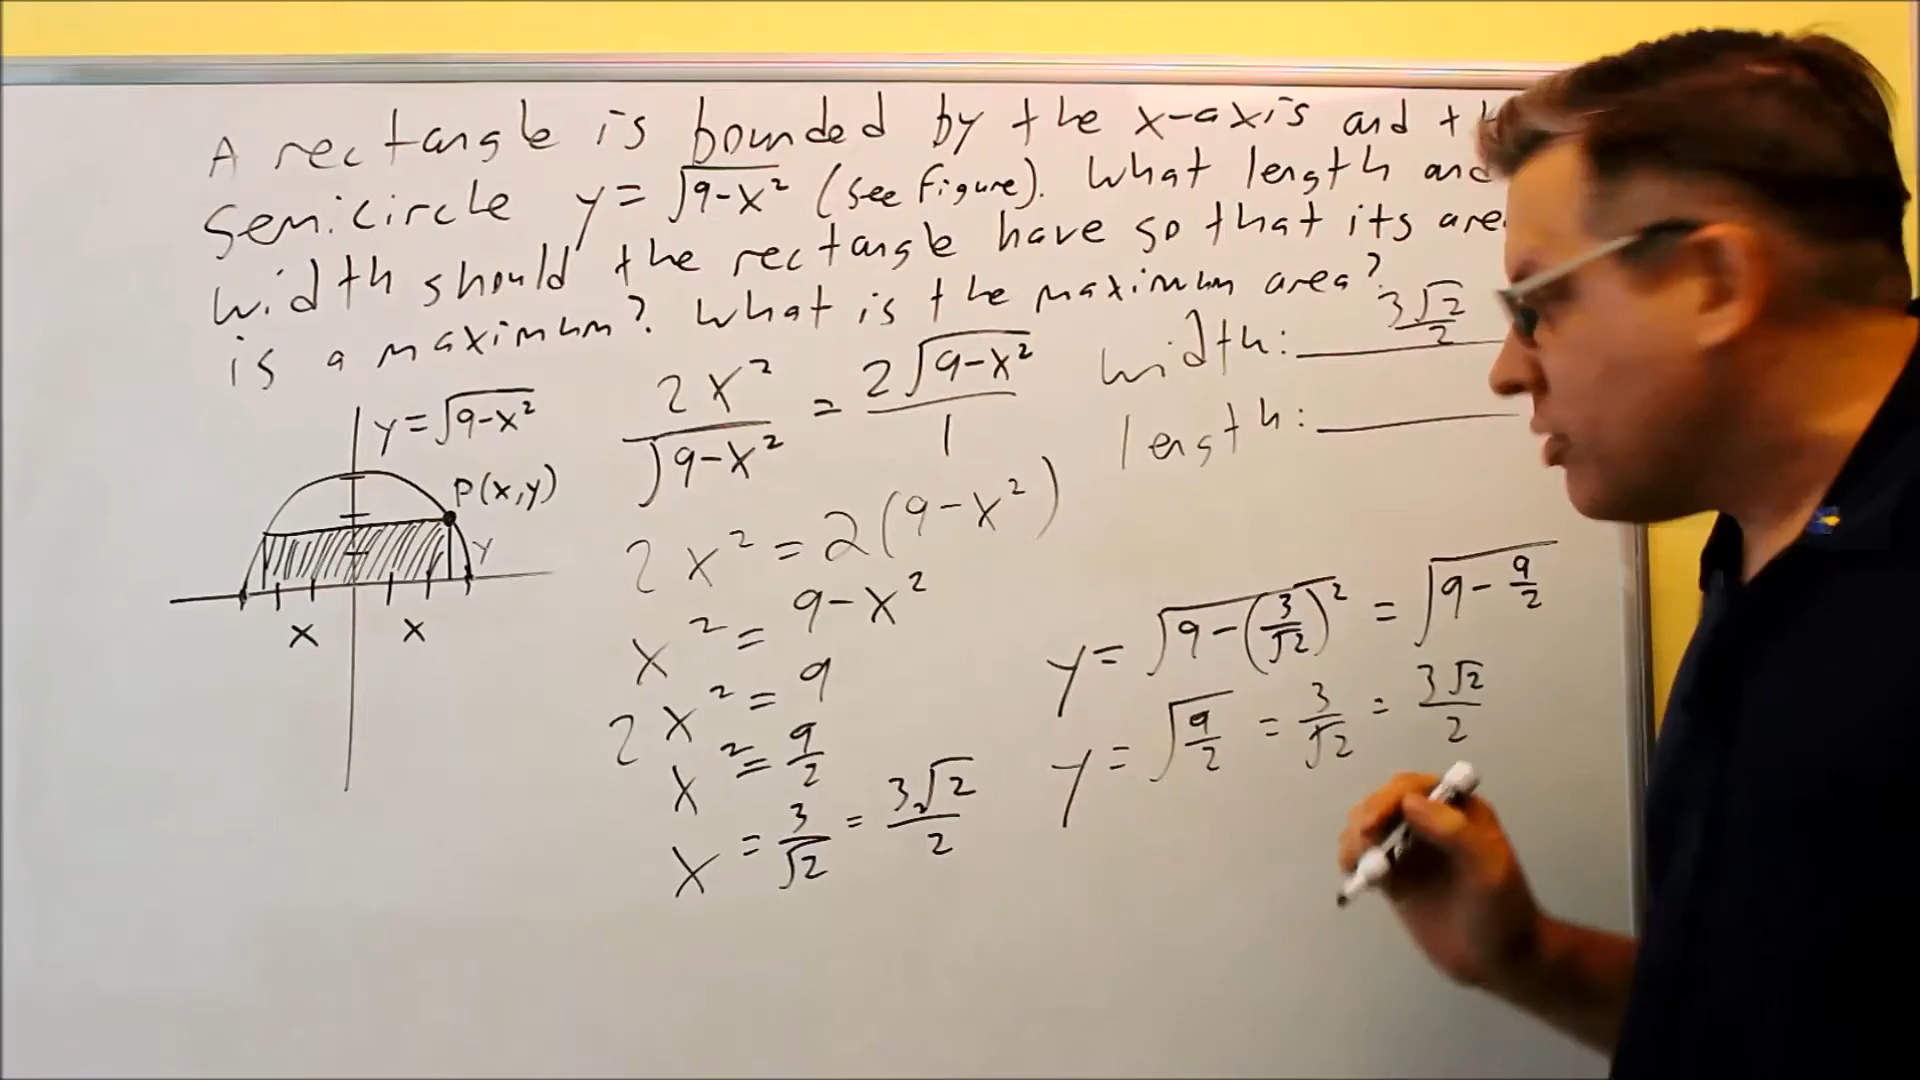 A rectangle is bounded by the x-axis and th
semicircle y = √(9-x²) (see figure). What length and
width should the rectangle have so that its are
is a maximum? What is the maximum area?
width: 3√2/2
length:
y = √(9-x²)
P(x,y)
y
x x
2x²/√(9-x²) = 2√(9-x²)/1
2x² = 2(9-x²)
x² = 9-x²
2x² = 9
x² = 9/2
x = 3/√2 = 3√2/2
y = √(9-(3/√2)²) = √(9-9/2)
y = √(9/2) = 3/√2 = 3√2/2